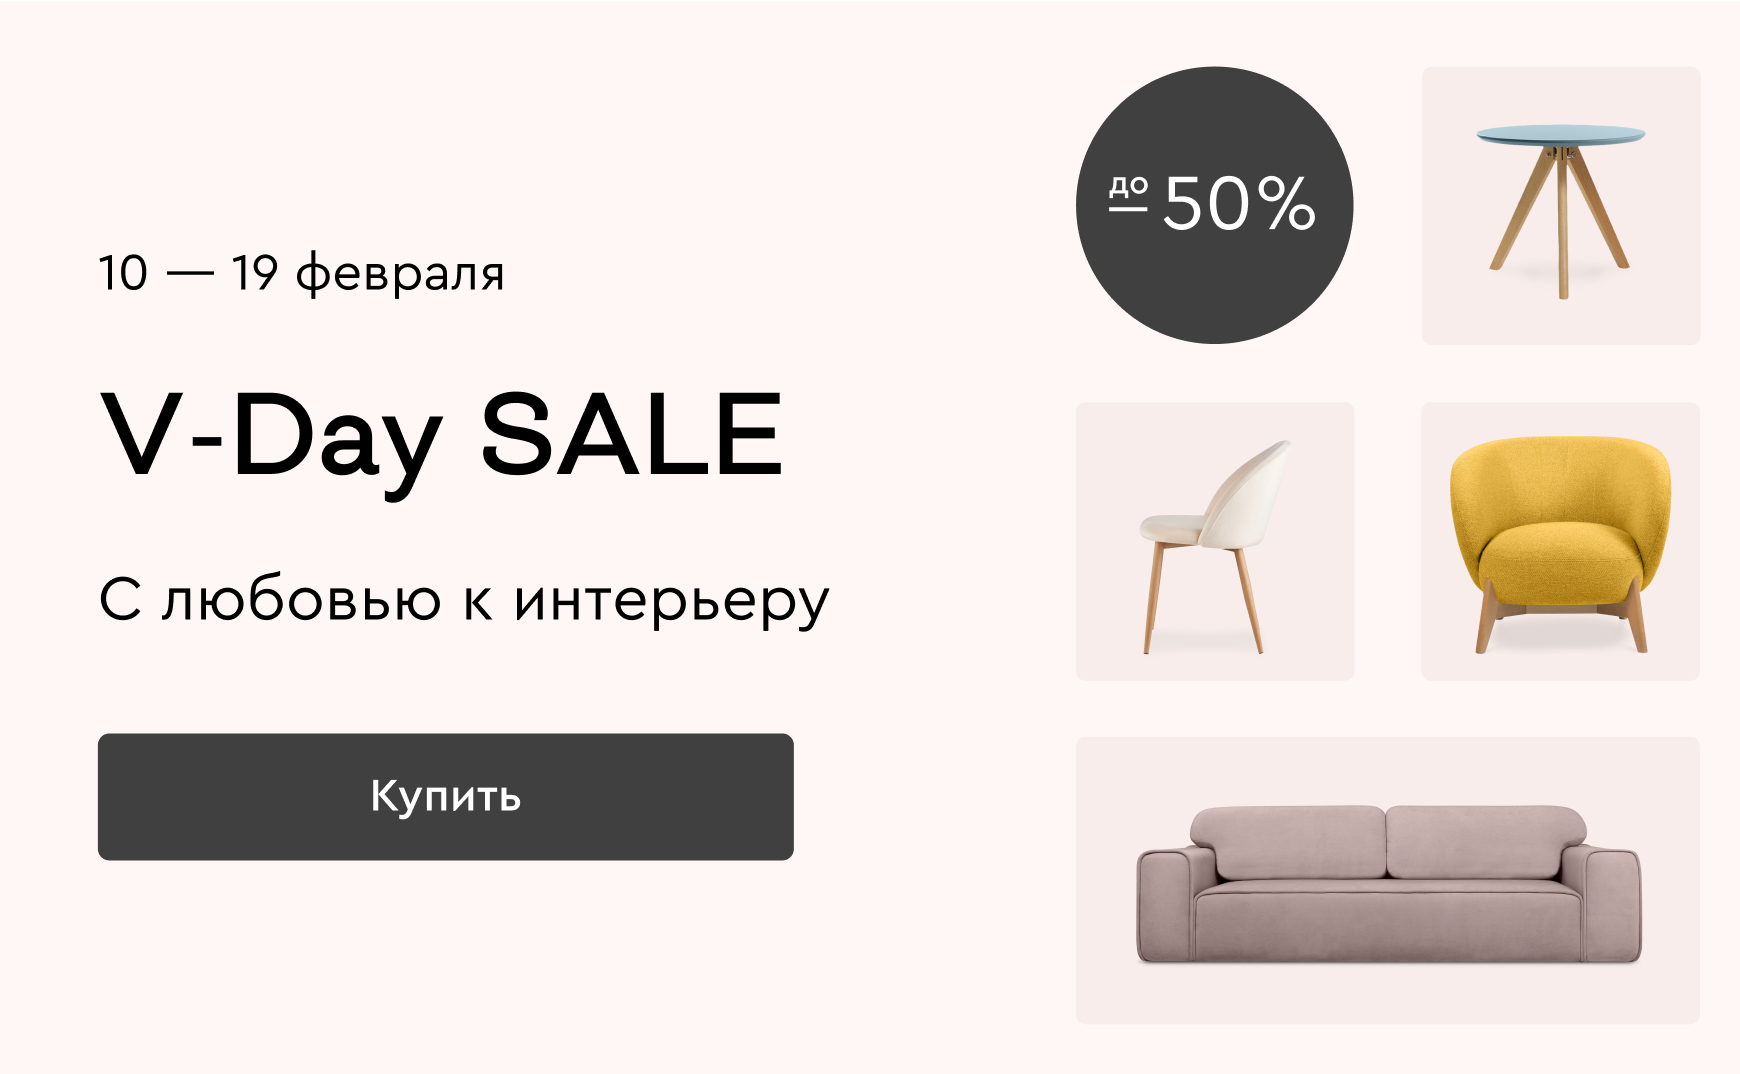 10 — 19 февраля
V-Day SALE
С любовью к интерьеру
Купить
до 50%